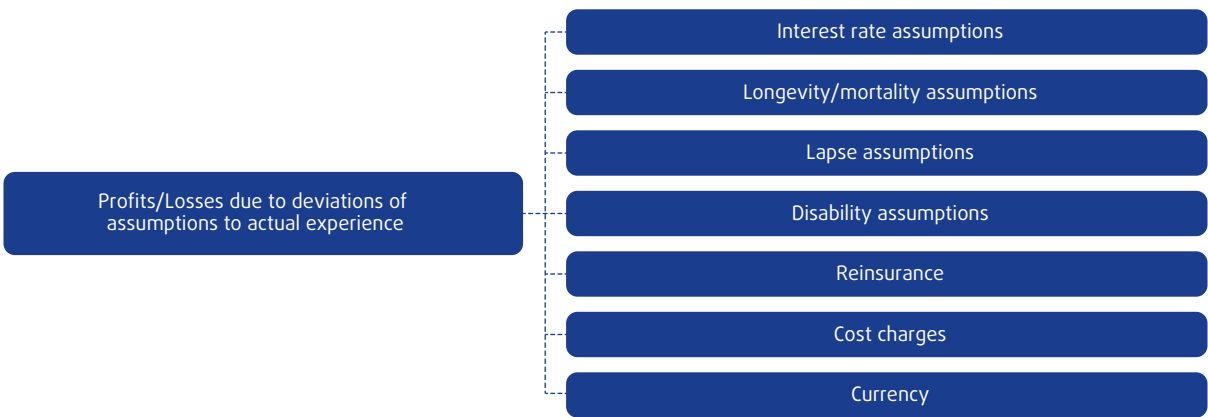 Interest rate assumptions
Longevity/mortality assumptions
Lapse assumptions
Profits/Losses due to deviations of
assumptions to actual experience
Disability assumptions
Reinsurance
Cost charges
Currency